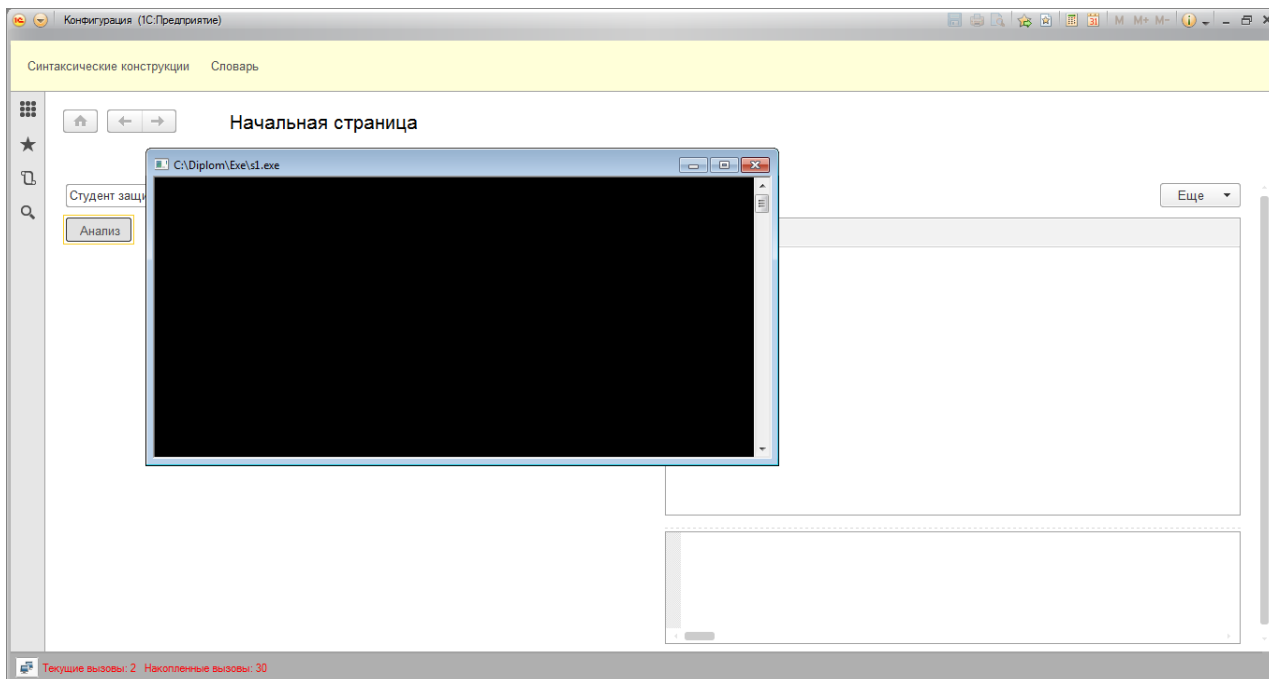 Конфигурация (1С:Предприятие)
M M+ M-
Синтаксические конструкции Словарь
Начальная страница
C:\Diplom\Exe\s1.exe
Студент
Еще
Анализ
Текущие вызовы: 2 Накопленные вызовы: 30